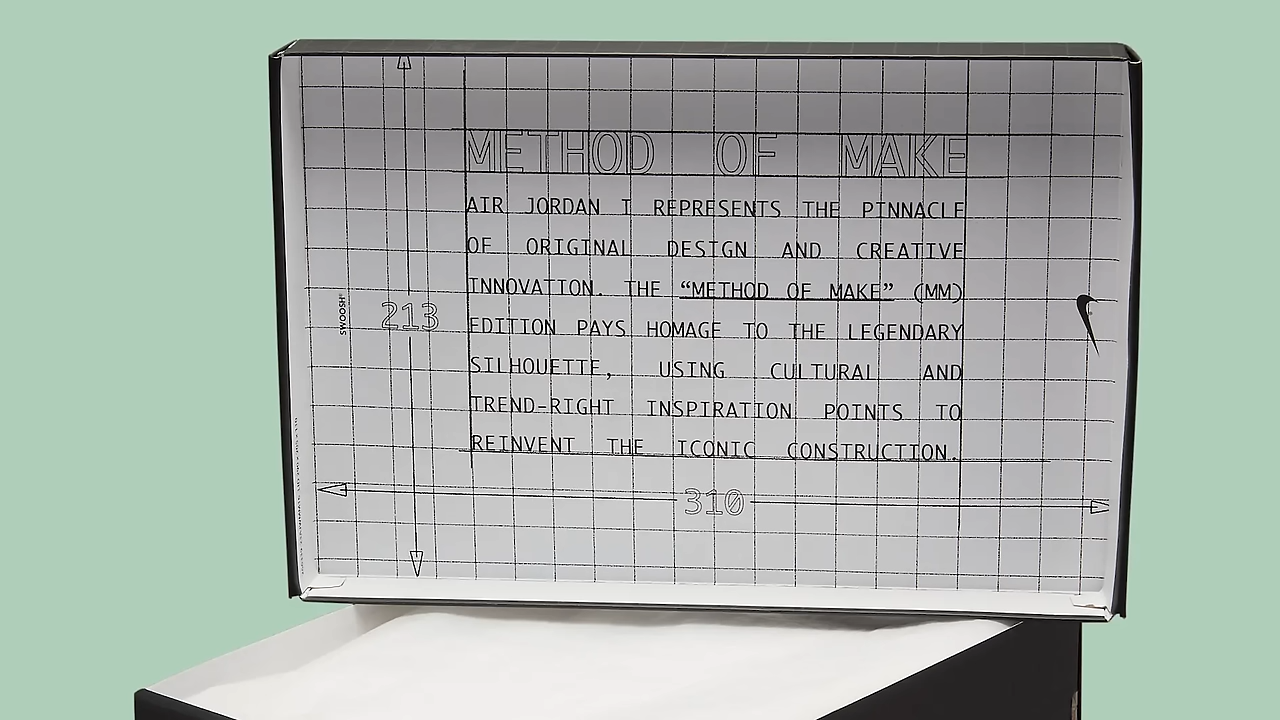 METHOD OF MAKE
AIR JORDAN I REPRESENTS THE PINNACLE
OF ORIGINAL DESIGN AND CREATIVE
INNOVATION. THE “METHOD OF MAKE” (MM)
EDITION PAYS HOMAGE TO THE LEGENDARY
SILHOUETTE, USING CULTURAL AND
TREND-RIGHT INSPIRATION POINTS TO
REINVENT THE ICONIC CONSTRUCTION.
SWOOSH®
213
310